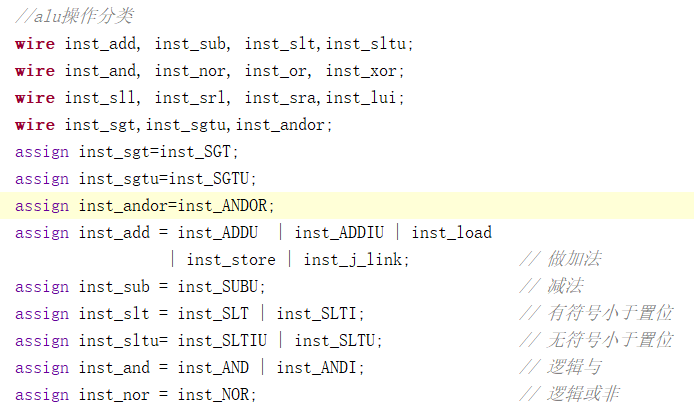 //alu操作分类
wire inst_add, inst_sub, inst_slt,inst_sltu;
wire inst_and, inst_nor, inst_or, inst_xor;
wire inst_sll, inst_srl, inst_sra,inst_lui;
wire inst_sgt,inst_sgtu,inst_andor;
assign inst_sgt=inst_SGT;
assign inst_sgtu=inst_SGTU;
assign inst_andor=inst_ANDOR;
assign inst_add = inst_ADDU | inst_ADDIU | inst_load
| inst_store | inst_j_link; // 做加法
assign inst_sub = inst_SUBU; // 减法
assign inst_slt = inst_SLT | inst_SLTI; // 有符号小于置位
assign inst_sltu= inst_SLTIU | inst_SLTU; // 无符号小于置位
assign inst_and = inst_AND | inst_ANDI; // 逻辑与
assign inst_nor = inst_NOR; // 逻辑或非